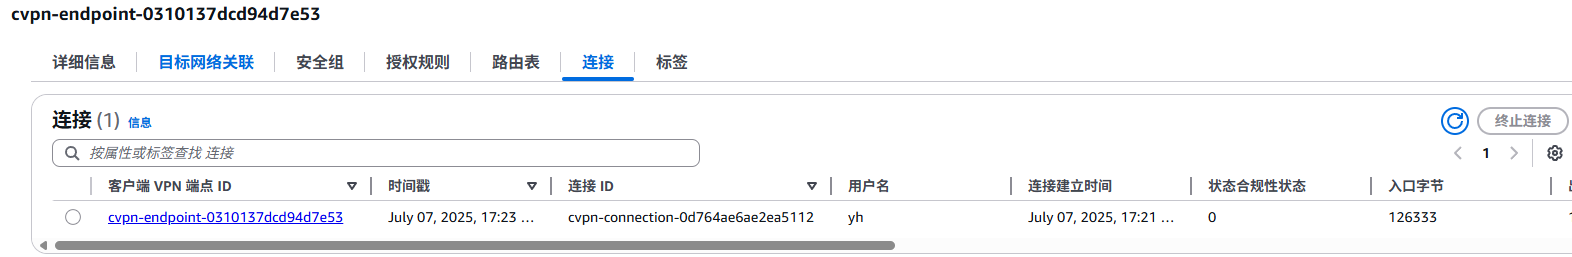 cvpn-endpoint-0310137dcd94d7e53
详细信息 目标网络关联 安全组 授权规则 路由表 连接 标签
连接 (1) 信息
终止连接
按属性或标签查找 连接
1
客户端 VPN 端点 ID 时间戳 连接 ID 用户名 连接建立时间 状态合规性状态 入口字节
cvpn-endpoint-0310137dcd94d7e53 July 07, 2025, 17:23 ... cvpn-connection-0d764ae6ae2ea5112 yh July 07, 2025, 17:21 ... 0 126333